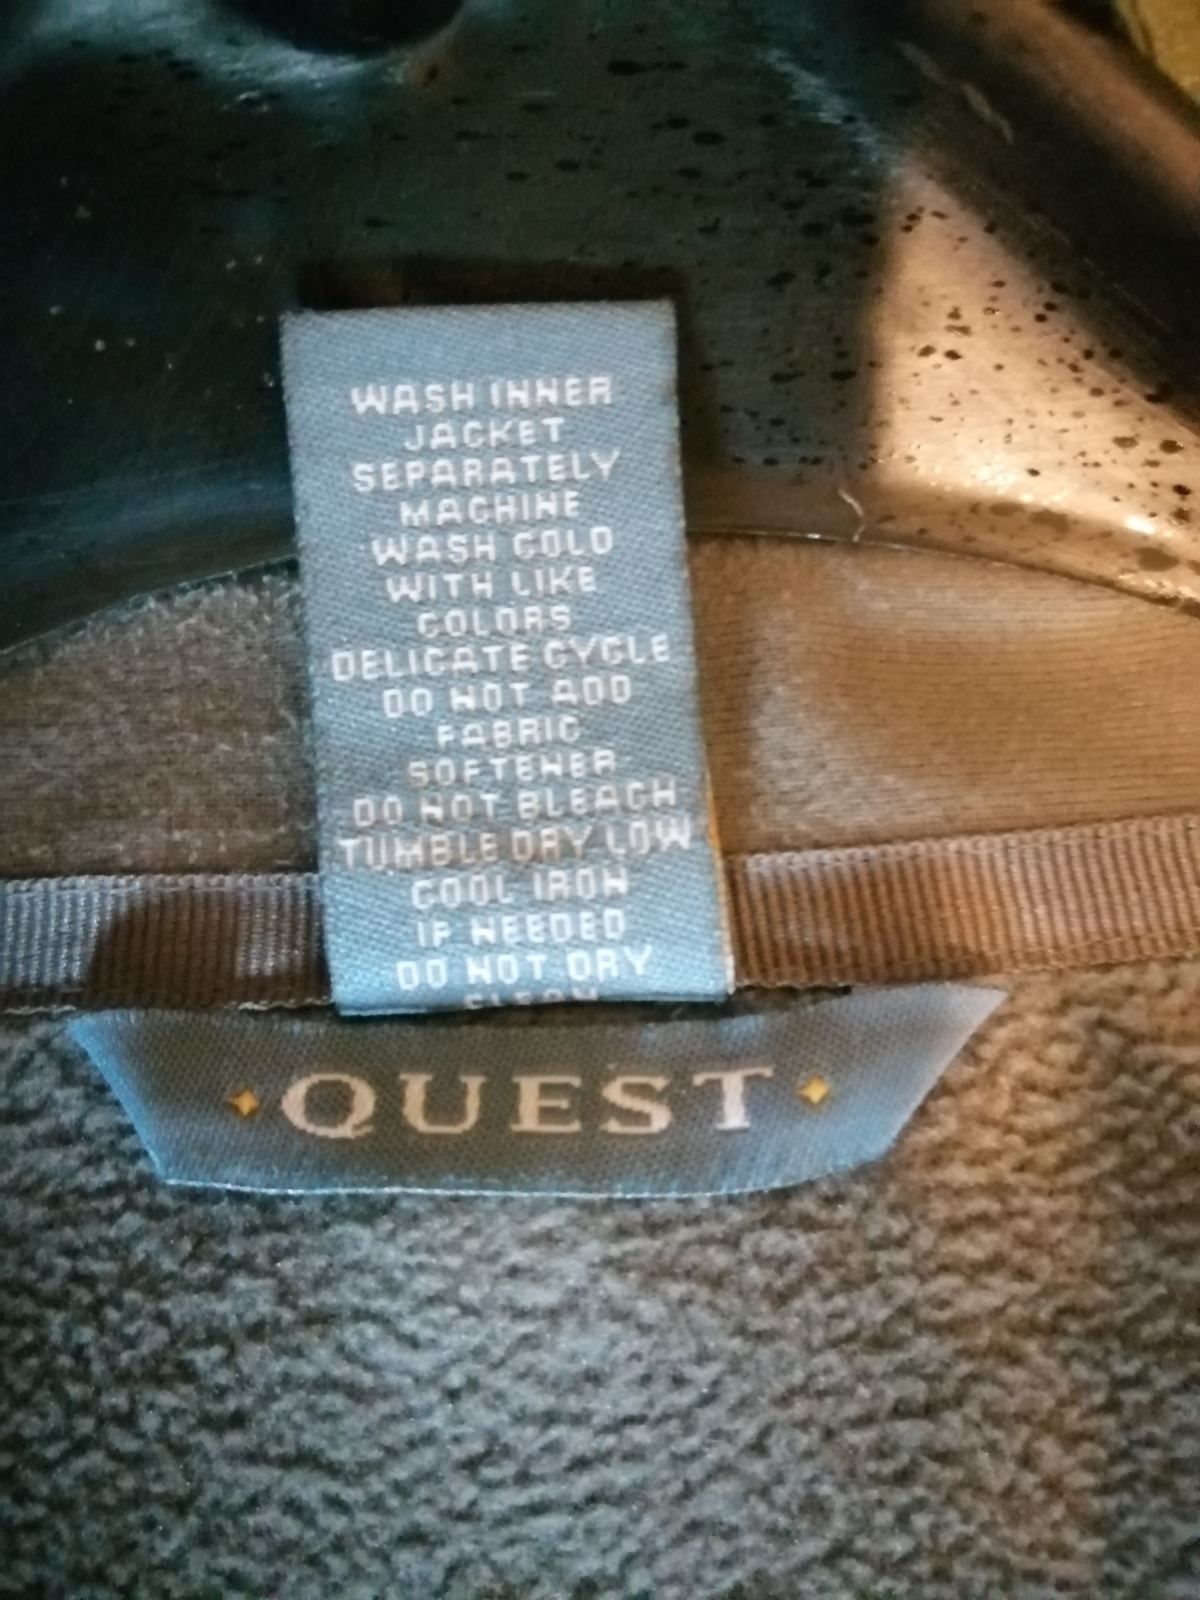 WASH INNER
JACKET
SEPARATELY
MACHINE
WASH COLD
WITH LIKE
COLORS
DELICATE CYCLE
DO NOT ADD
FABRIC
SOFTENER
DO NOT BLEACH
TUMBLE DRY LOW
COOL IRON
IF NEEDED
DO NOT DRY
CLEAN
QUEST